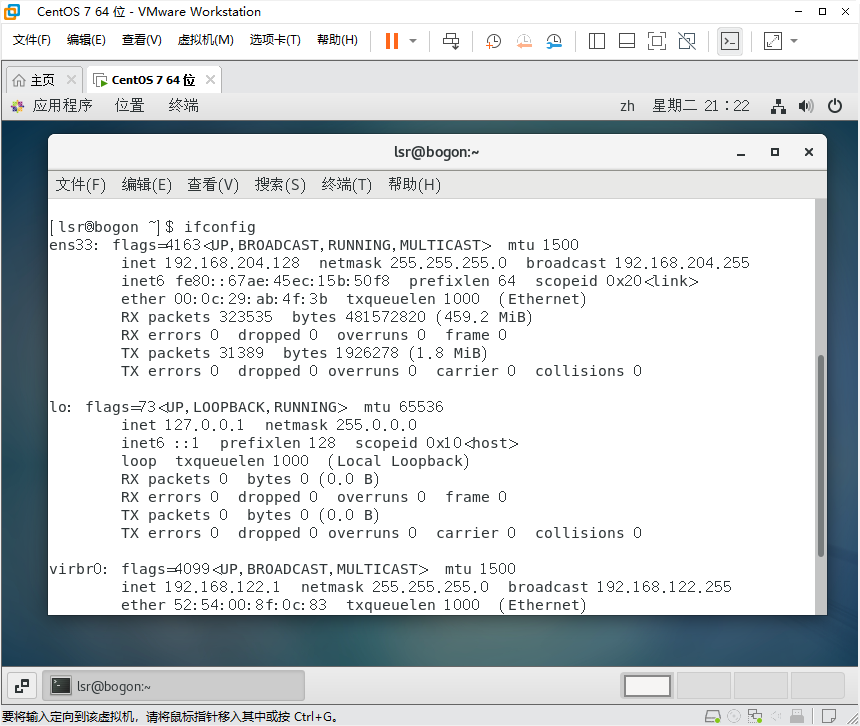 CentOS 7 64 位 - VMware Workstation
文件(F) 编辑(E) 查看(V) 虚拟机(M) 选项卡(T) 帮助(H)
主页 CentOS 7 64 位
应用程序 位置 终端 zh 星期二 21：22
lsr@bogon:~
文件(F) 编辑(E) 查看(V) 搜索(S) 终端(T) 帮助(H)
[lsr@bogon ~]$ ifconfig
ens33: flags=4163<UP,BROADCAST,RUNNING,MULTICAST>  mtu 1500
        inet 192.168.204.128  netmask 255.255.255.0  broadcast 192.168.204.255
        inet6 fe80::67ae:45ec:15b:50f8  prefixlen 64  scopeid 0x20<link>
        ether 00:0c:29:ab:4f:3b  txqueuelen 1000  (Ethernet)
        RX packets 323535  bytes 481572820 (459.2 MiB)
        RX errors 0  dropped 0  overruns 0  frame 0
        TX packets 31389  bytes 1926278 (1.8 MiB)
        TX errors 0  dropped 0 overruns 0  carrier 0  collisions 0
lo: flags=73<UP,LOOPBACK,RUNNING>  mtu 65536
        inet 127.0.0.1  netmask 255.0.0.0
        inet6 ::1  prefixlen 128  scopeid 0x10<host>
        loop  txqueuelen 1000  (Local Loopback)
        RX packets 0  bytes 0 (0.0 B)
        RX errors 0  dropped 0  overruns 0  frame 0
        TX packets 0  bytes 0 (0.0 B)
        TX errors 0  dropped 0 overruns 0  carrier 0  collisions 0
virbr0: flags=4099<UP,BROADCAST,MULTICAST>  mtu 1500
        inet 192.168.122.1  netmask 255.255.255.0  broadcast 192.168.122.255
        ether 52:54:00:8f:0c:83  txqueuelen 1000  (Ethernet)
lsr@bogon:~
要将输入定向到该虚拟机，请将鼠标指针移入其中或按 Ctrl+G。